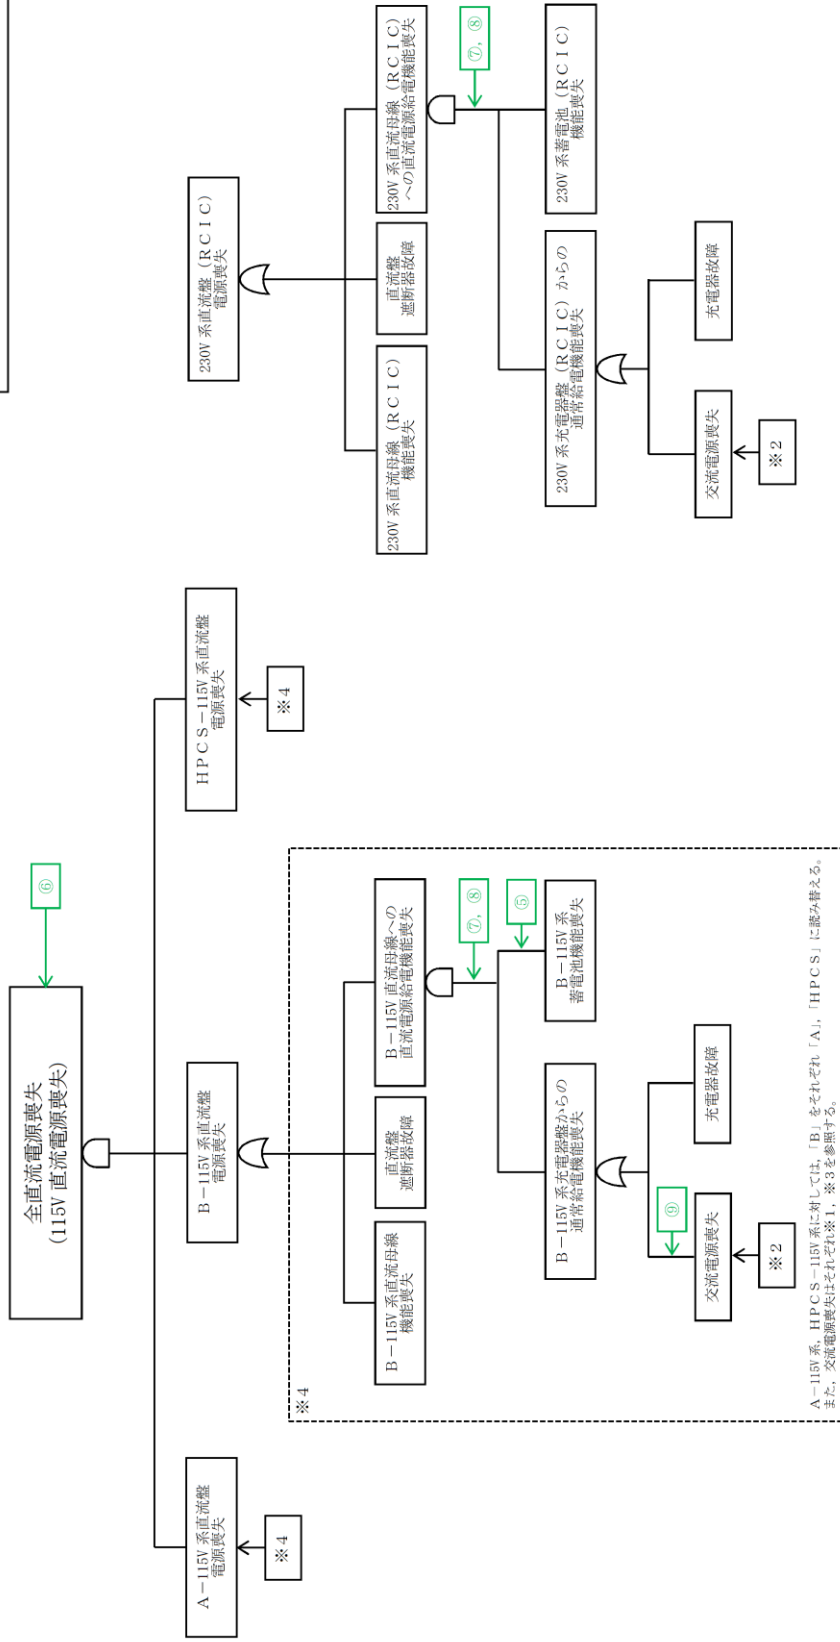 全直流電源喪失
(115V 直流電源喪失)
⑥
A－115V 系直流盤
電源喪失
※4
B－115V 系直流盤
電源喪失
HPCS－115V 系直流盤
電源喪失
※4
※4
B－115V 系直流母線
機能喪失
直流盤
遮断器故障
B－115V 直流母線への
直流電源給電機能喪失
⑦, ⑧
⑤
B－115V 系充電器盤からの
通常給電機能喪失
B－115V 系
蓄電池機能喪失
⑨
交流電源喪失
充電器故障
※2
A－115V 系, HPCS－115V 系に対しては,「B」をそれぞれ「A」,「HPCS」に読み替える。
また, 交流電源喪失はそれぞれ※1, ※3を参照する。
230V 系直流盤（RCIC）
電源喪失
230V 系直流母線（RCIC）
機能喪失
直流盤
遮断器故障
230V 系直流母線（RCIC）
への直流電源給電機能喪失
⑦, ⑧
230V 系充電器盤（RCIC）からの
通常給電機能喪失
230V 系蓄電池（RCIC）
機能喪失
交流電源喪失
充電器故障
※2